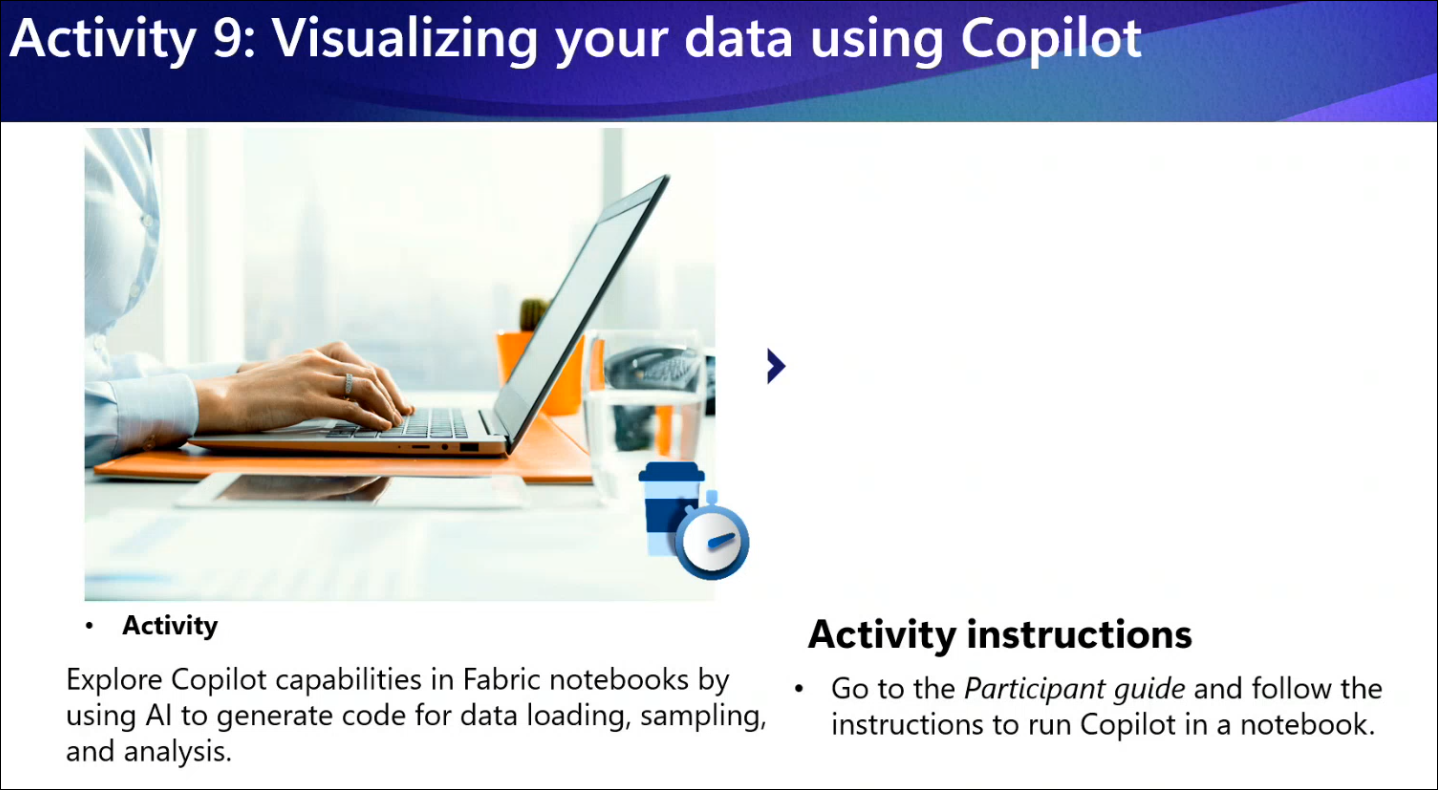 Activity 9: Visualizing your data using Copilot
• Activity
Explore Copilot capabilities in Fabric notebooks by
using AI to generate code for data loading, sampling,
and analysis.
Activity instructions
• Go to the Participant guide and follow the
instructions to run Copilot in a notebook.